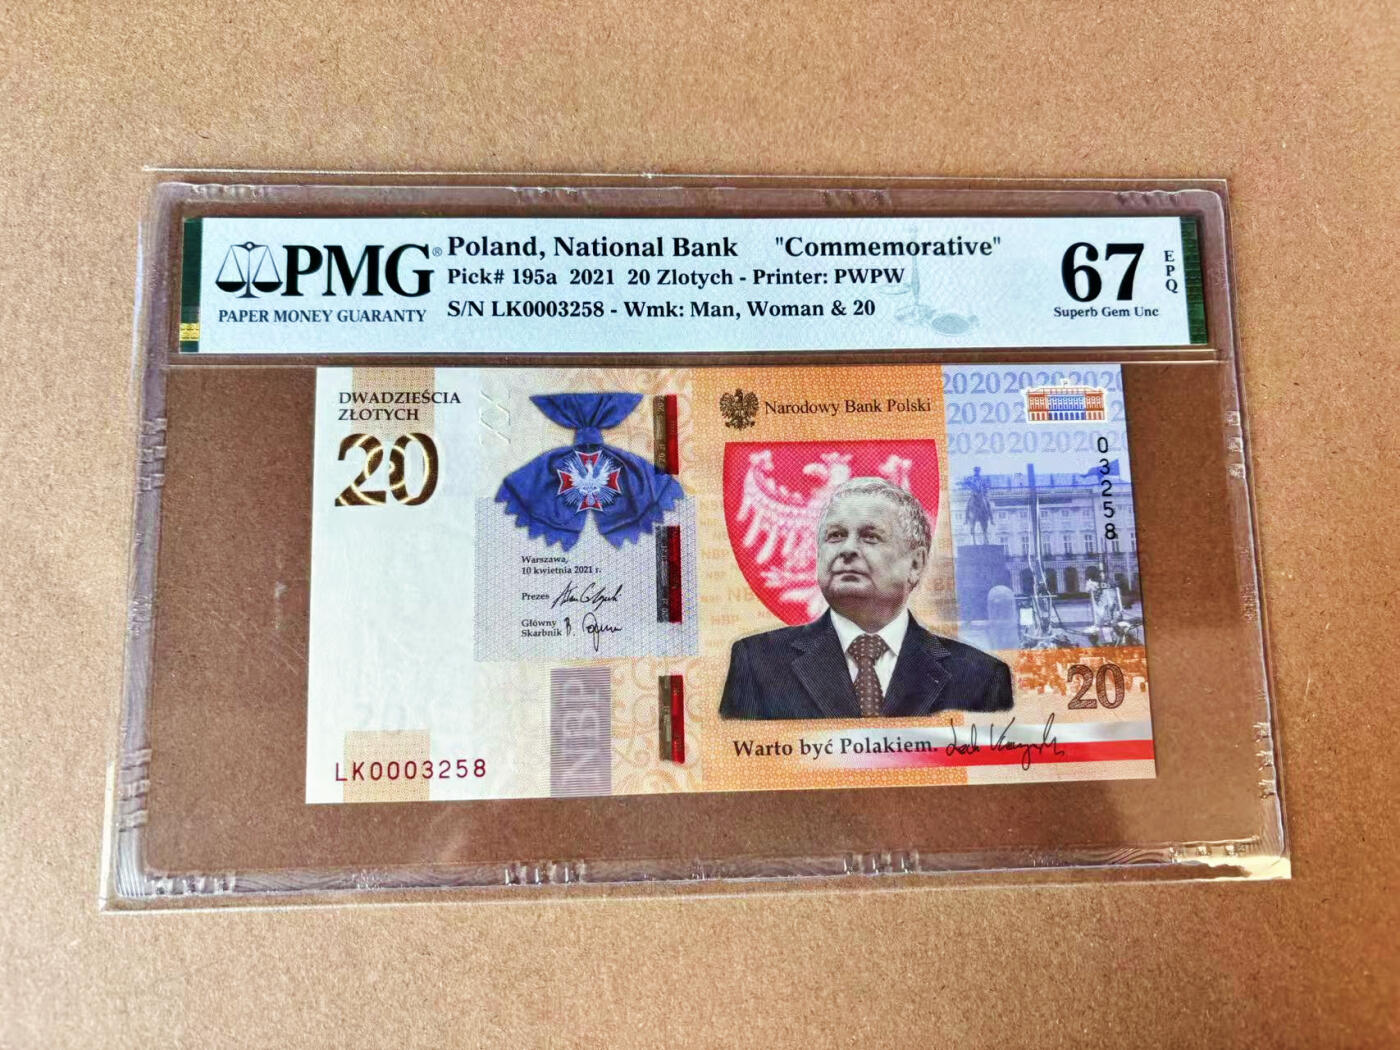 PMG®
PAPER MONEY GUARANTY
Poland, National Bank "Commemorative"
Pick# 195a 2021 20 Zlotych - Printer: PWPW
S/N LK0003258 - Wmk: Man, Woman & 20
67
EPQ
Superb Gem Unc
DWADZIEŚCIA
ZŁOTYCH
20
Warszawa,
10 kwietnia 2021 r.
Prezes
Główny
Skarbnik
NBP
LK0003258
Narodowy Bank Polski
202020202020
03258
20
Warto być Polakiem.